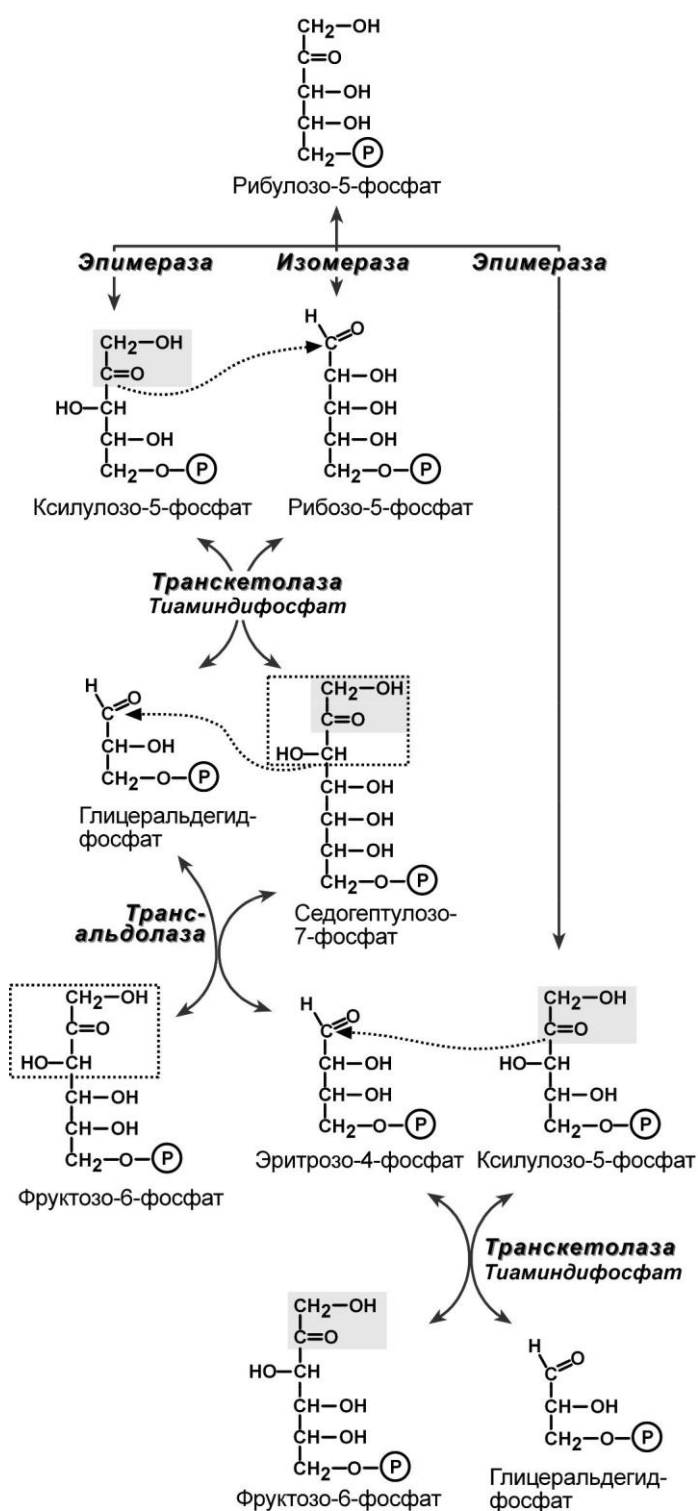 CH₂–OH
C=O
CH–OH
CH–OH
CH₂–P
Рибулозо-5-фосфат
Эпимераза Изомераза Эпимераза
CH₂–OH
C=O
HO–CH
CH–OH
CH₂–O–P
Ксилулозо-5-фосфат
H
C=O
CH–OH
CH–OH
CH–OH
CH₂–O–P
Рибозо-5-фосфат
Транскетолаза
Тиаминдифосфат
H
C=O
CH–OH
CH₂–O–P
Глицеральдегид-
фосфат
CH₂–OH
C=O
HO–CH
CH–OH
CH–OH
CH–OH
CH₂–O–P
Седогептулозо-
7-фосфат
Транс-
альдолаза
CH₂–OH
C=O
HO–CH
CH–OH
CH–OH
CH₂–O–P
Фруктозо-6-фосфат
H
C=O
CH–OH
CH–OH
CH₂–O–P
Эритрозо-4-фосфат
CH₂–OH
C=O
HO–CH
CH–OH
CH₂–O–P
Ксилулозо-5-фосфат
Транскетолаза
Тиаминдифосфат
CH₂–OH
C=O
HO–CH
CH–OH
CH–OH
CH₂–O–P
Фруктозо-6-фосфат
H
C=O
CH–OH
CH₂–O–P
Глицеральдегид-
фосфат